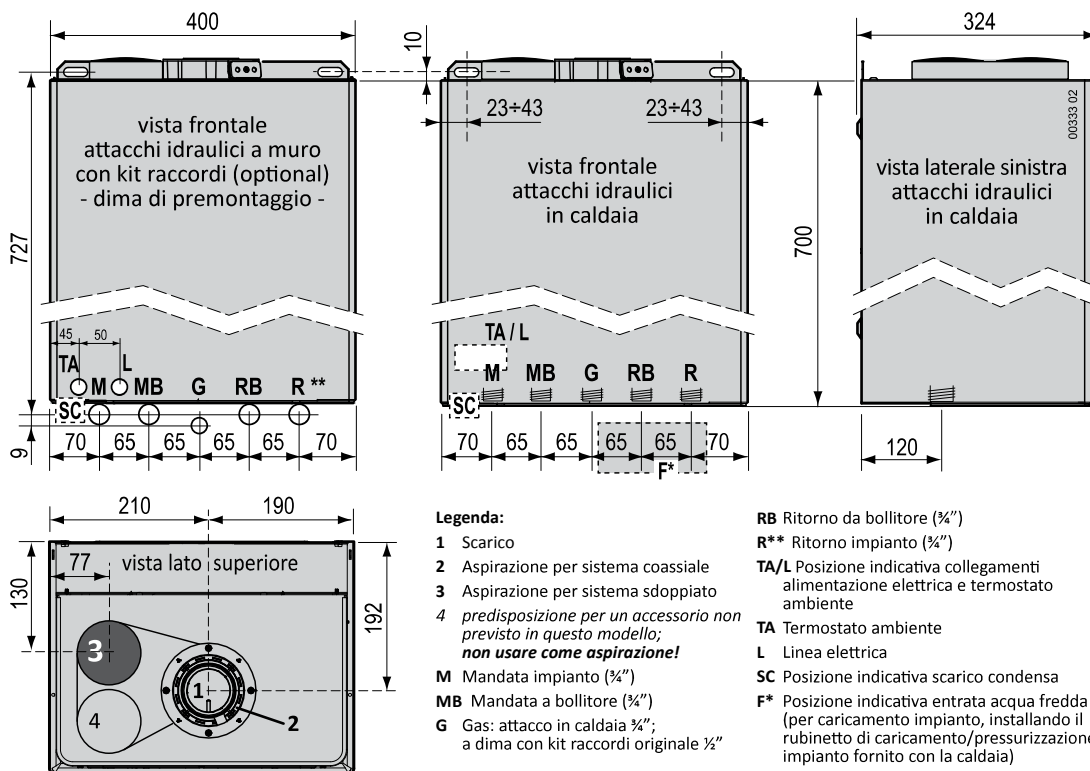 400
10
324
23÷43
23÷43
00333 02
vista frontale
attacchi idraulici a muro
con kit raccordi (optional)
- dima di premontaggio -
vista frontale
attacchi idraulici
in caldaia
vista laterale sinistra
attacchi idraulici
in caldaia
727
700
45
50
TA
L
M
MB
G
RB
R **
SC
9
70
65
65
65
65
70
TA / L
M
MB
G
RB
R
SC
70
65
65
65
65
70
F*
120
210
190
77
vista lato superiore
130
192
3
1
4
2
Legenda:
1 Scarico
2 Aspirazione per sistema coassiale
3 Aspirazione per sistema sdoppiato
4 predisposizione per un accessorio non
previsto in questo modello;
non usare come aspirazione!
M Mandata impianto (¾”)
MB Mandata a bollitore (¾”)
G Gas: attacco in caldaia ¾”;
a dima con kit raccordi originale ½”
RB Ritorno da bollitore (¾”)
R** Ritorno impianto (¾”)
TA/L Posizione indicativa collegamenti
alimentazione elettrica e termostato
ambiente
TA Termostato ambiente
L Linea elettrica
SC Posizione indicativa scarico condensa
F* Posizione indicativa entrata acqua fredda
(per caricamento impianto, installando il
rubinetto di caricamento/pressurizzazione
impianto fornito con la caldaia)